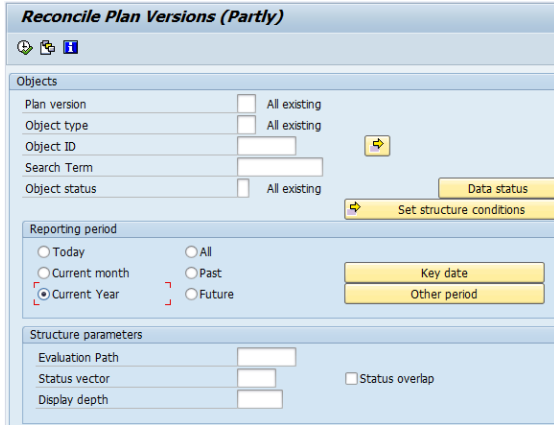 Reconcile Plan Versions (Partly)
Objects
Plan version All existing
Object type All existing
Object ID
Search Term
Object status All existing Data status
Set structure conditions
Reporting period
Today All
Current month Past Key date
Current Year Future Other period
Structure parameters
Evaluation Path
Status vector Status overlap
Display depth